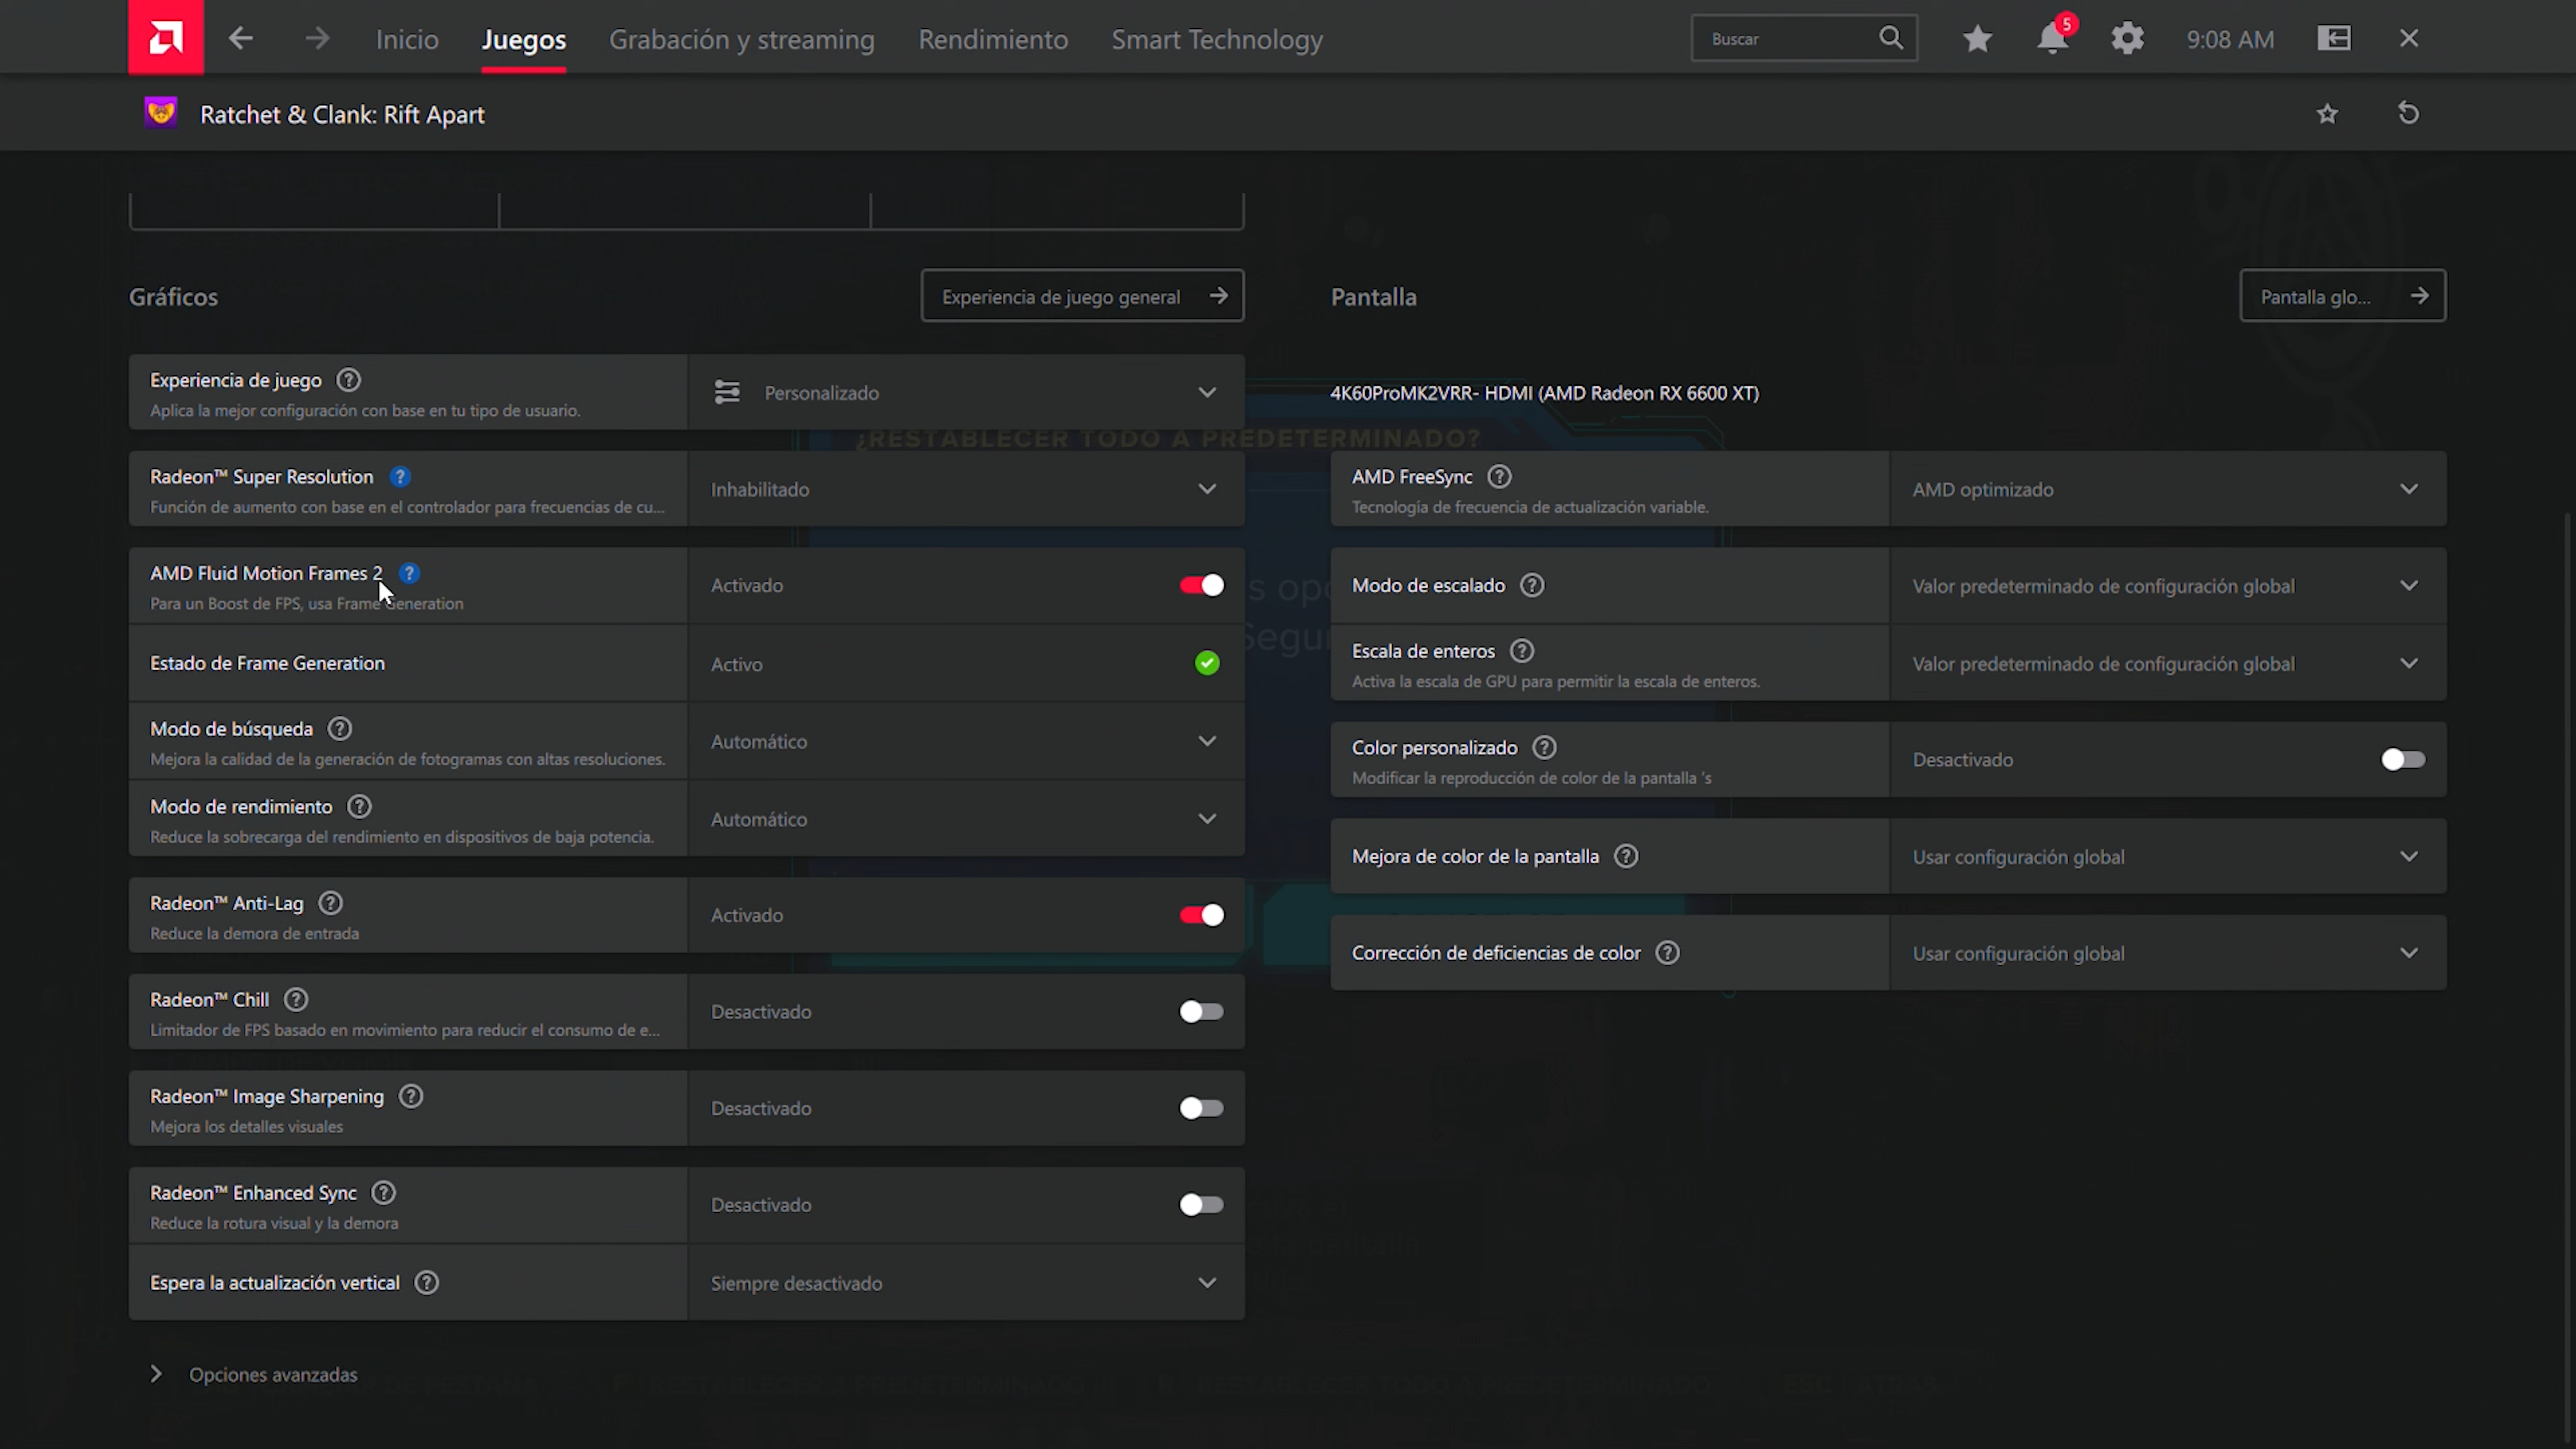 Inicio
Juegos
Grabación y streaming
Rendimiento
Smart Technology
Buscar
5
9:08 AM
Ratchet & Clank: Rift Apart
Gráficos
Experiencia de juego general
Experiencia de juego
Aplica la mejor configuración con base en tu tipo de usuario.
Personalizado
¿RESTABLECER TODO A PREDETERMINADO?
Radeon™ Super Resolution
Función de aumento con base en el controlador para frecuencias de cu...
Inhabilitado
AMD Fluid Motion Frames 2
Para un Boost de FPS, usa Frame Generation
Activado
Estado de Frame Generation
Activo
Modo de búsqueda
Mejora la calidad de la generación de fotogramas con altas resoluciones.
Automático
Modo de rendimiento
Reduce la sobrecarga del rendimiento en dispositivos de baja potencia.
Automático
Radeon™ Anti-Lag
Reduce la demora de entrada
Activado
Radeon™ Chill
Limitador de FPS basado en movimiento para reducir el consumo de e...
Desactivado
Radeon™ Image Sharpening
Mejora los detalles visuales
Desactivado
Radeon™ Enhanced Sync
Reduce la rotura visual y la demora
Desactivado
Espera la actualización vertical
Siempre desactivado
Opciones avanzadas
Pantalla
Pantalla glo...
4K60ProMK2VRR- HDMI (AMD Radeon RX 6600 XT)
AMD FreeSync
Tecnología de frecuencia de actualización variable.
AMD optimizado
Modo de escalado
Valor predeterminado de configuración global
Escala de enteros
Activa la escala de GPU para permitir la escala de enteros.
Valor predeterminado de configuración global
Color personalizado
Modificar la reproducción de color de la pantalla 's
Desactivado
Mejora de color de la pantalla
Usar configuración global
Corrección de deficiencias de color
Usar configuración global